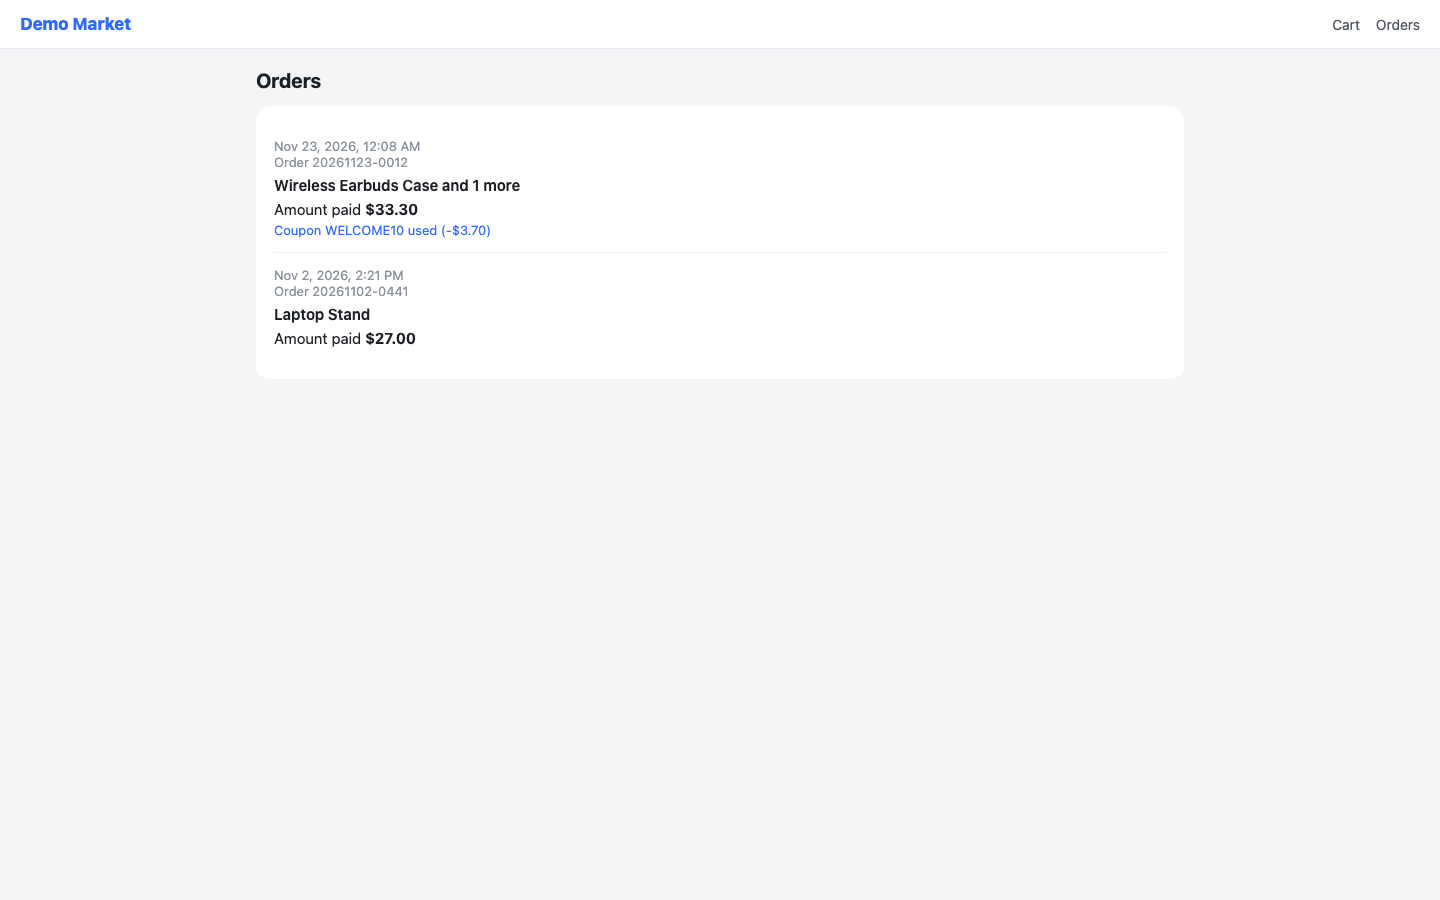 Demo Market
Cart
Orders
Orders
Nov 23, 2026, 12:08 AM
Order 20261123-0012
Wireless Earbuds Case and 1 more
Amount paid $33.30
Coupon WELCOME10 used (-$3.70)
Nov 2, 2026, 2:21 PM
Order 20261102-0441
Laptop Stand
Amount paid $27.00